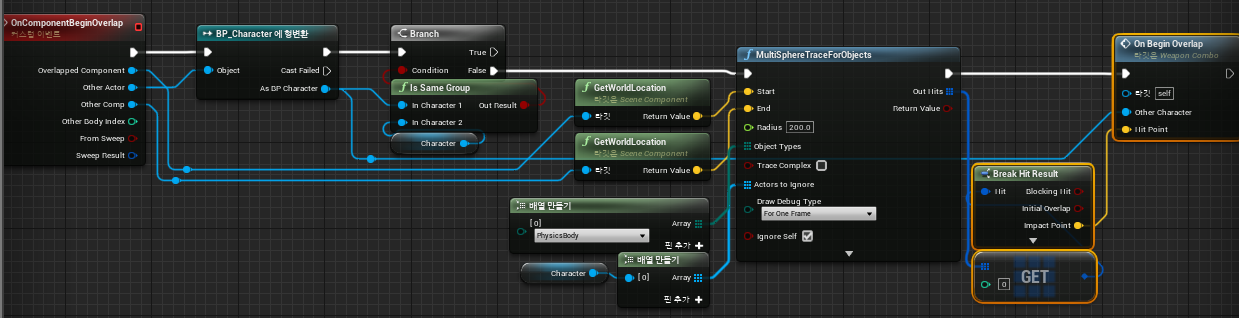 OnComponentBeginOverlap
커스텀 이벤트
Overlapped Component
Other Actor
Other Comp
Other Body Index
From Sweep
Sweep Result
BP_Character 에 형변환
Object
Cast Failed
As BP Character
Branch
True
Condition
False
Is Same Group
In Character 1
Out Result
In Character 2
Character
GetWorldLocation
타깃은 Scene Component
타깃
Return Value
GetWorldLocation
타깃은 Scene Component
타깃
Return Value
배열 만들기
[0]
Array
PhysicsBody
핀 추가 +
Character
배열 만들기
[0]
Array
핀 추가 +
MultiSphereTraceForObjects
Start
Out Hits
End
Return Value
Radius 200.0
Object Types
Trace Complex
Actors to Ignore
Draw Debug Type
For One Frame
Ignore Self
On Begin Overlap
타깃은 Weapon Combo
타깃 self
Other Character
Hit Point
Break Hit Result
Hit
Blocking Hit
Initial Overlap
Impact Point
GET
0